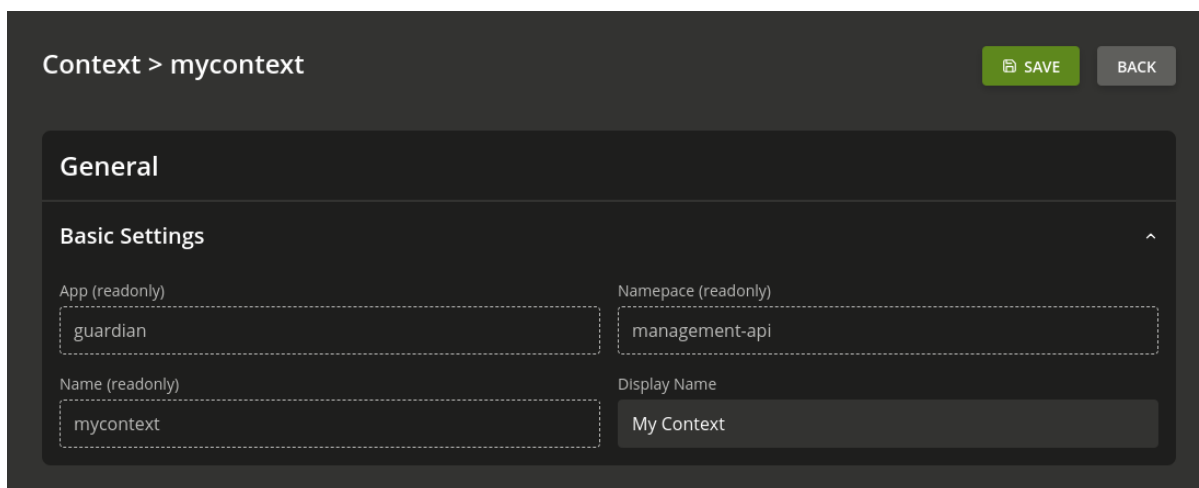 Context > mycontext
SAVE
BACK
General
Basic Settings
App (readonly)
Namepace (readonly)
guardian
management-api
Name (readonly)
Display Name
mycontext
My Context